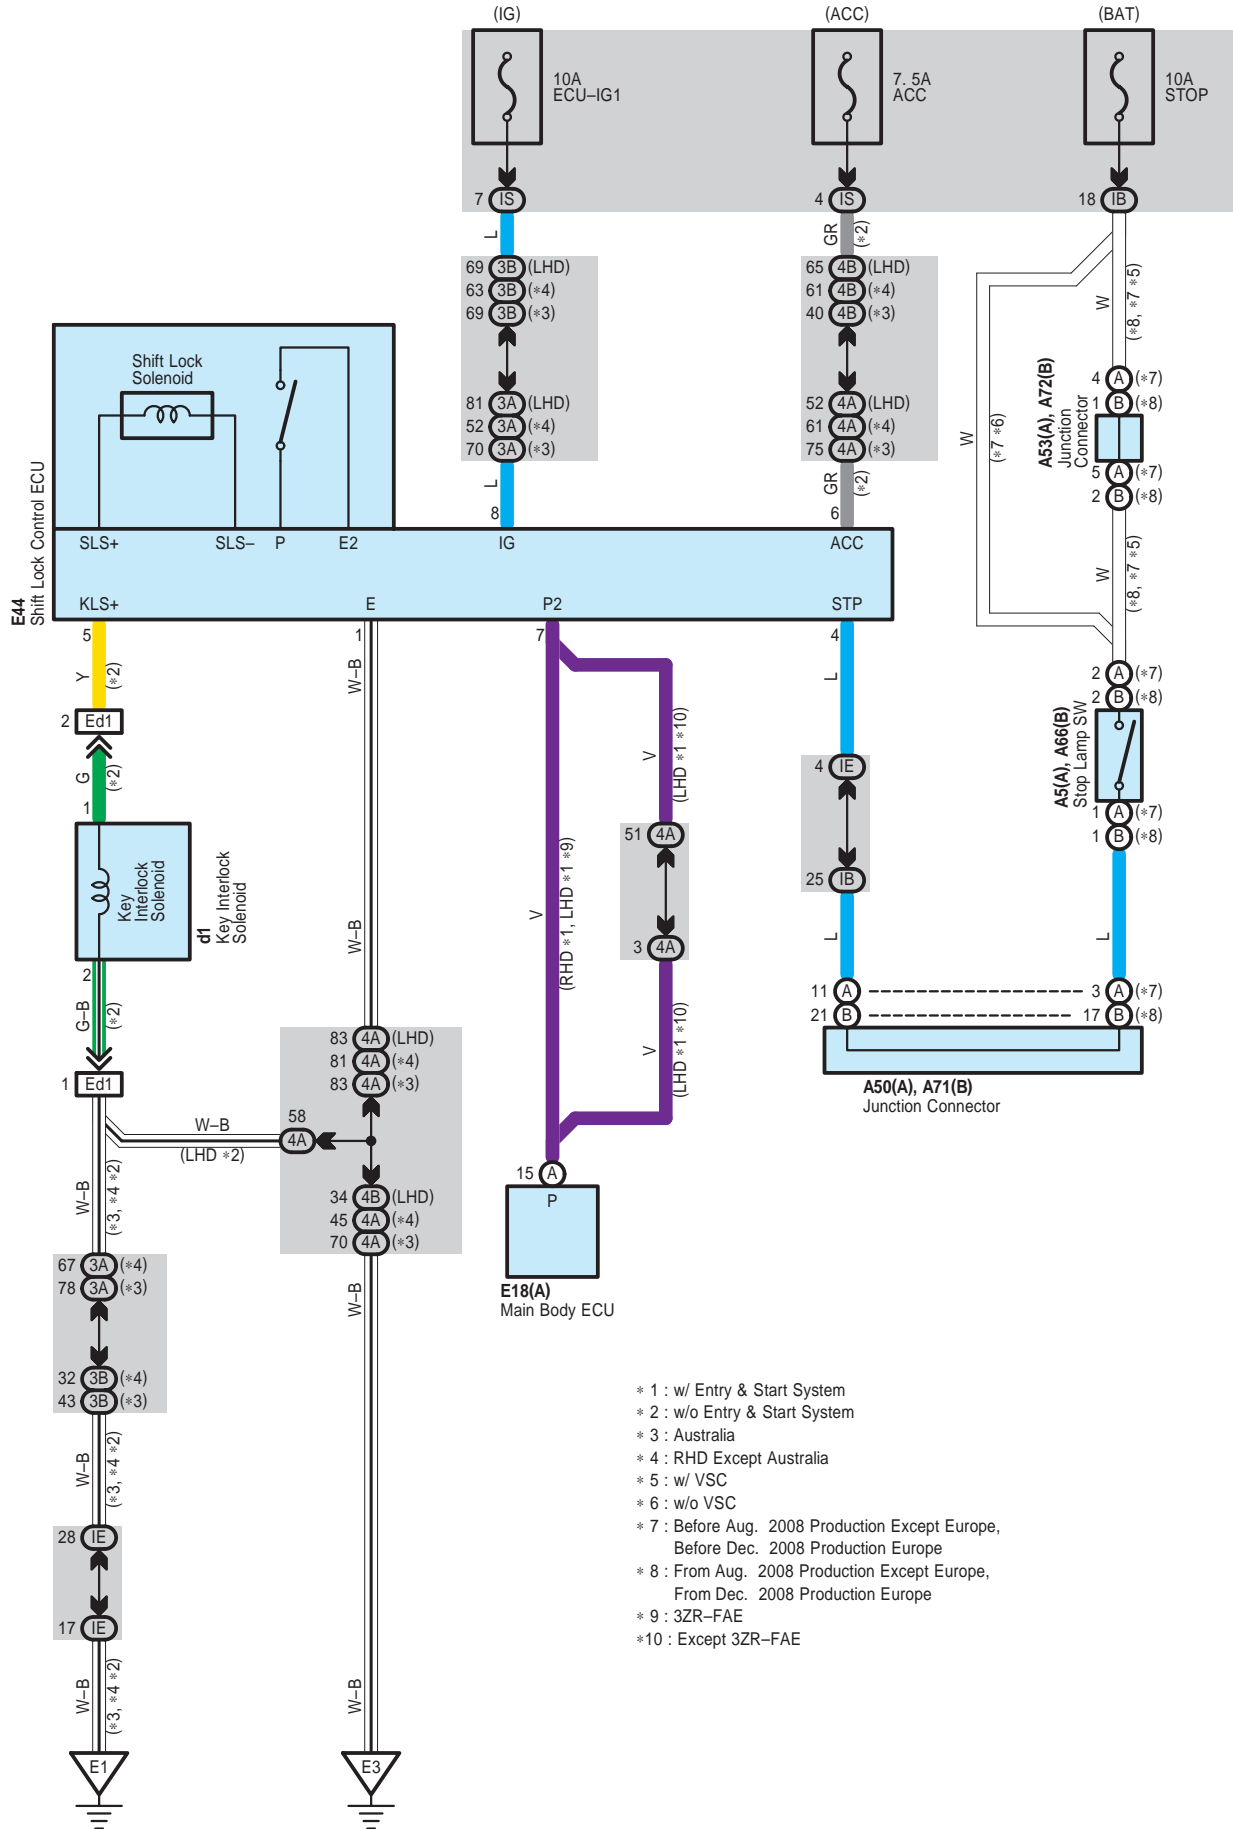 (IG)
(ACC)
(BAT)
10A
ECU–IG1
7. 5A
ACC
10A
STOP
7 IS
4 IS
18 IB
L
GR
(*2)
69 3B (LHD)
63 3B (*4)
69 3B (*3)
65 4B (LHD)
61 4B (*4)
40 4B (*3)
W
(*8, *7 *5)
W
(*7 *6)
81 3A (LHD)
52 3A (*4)
70 3A (*3)
52 4A (LHD)
61 4A (*4)
75 4A (*3)
4 A (*7)
1 B (*8)
A53(A), A72(B)
Junction
Connector
5 A (*7)
2 B (*8)
L
8
GR
(*2)
6
W
(*8, *7 *5)
Shift Lock
Solenoid
E44
Shift Lock Control ECU
SLS+
SLS–
P
E2
IG
ACC
KLS+
E
P2
STP
5
1
7
4
Y
(*2)
W–B
L
2 A (*7)
2 B (*8)
A5(A), A66(B)
Stop Lamp SW
1 A (*7)
1 B (*8)
2 Ed1
G
(*2)
1
V
(LHD *1 *10)
4 IE
25 IB
Key
Interlock
Solenoid
d1
Key Interlock
Solenoid
2
G–B
(*2)
1 Ed1
W–B
V
(RHD *1, LHD *1 *9)
51 4A
3 4A
V
(LHD *1 *10)
L
L
11 A
3 A (*7)
21 B
17 B (*8)
A50(A), A71(B)
Junction Connector
83 4A (LHD)
81 4A (*4)
83 4A (*3)
58
4A
W–B
(LHD *2)
34 4B (LHD)
45 4A (*4)
70 4A (*3)
15 A
P
E18(A)
Main Body ECU
W–B
(*3, *4 *2)
67 3A (*4)
78 3A (*3)
32 3B (*4)
43 3B (*3)
W–B
W–B
(*3, *4 *2)
28 IE
17 IE
W–B
(*3, *4 *2)
W–B
E1
E3
* 1 : w/ Entry & Start System
* 2 : w/o Entry & Start System
* 3 : Australia
* 4 : RHD Except Australia
* 5 : w/ VSC
* 6 : w/o VSC
* 7 : Before Aug. 2008 Production Except Europe,
Before Dec. 2008 Production Europe
* 8 : From Aug. 2008 Production Except Europe,
From Dec. 2008 Production Europe
* 9 : 3ZR–FAE
*10 : Except 3ZR–FAE